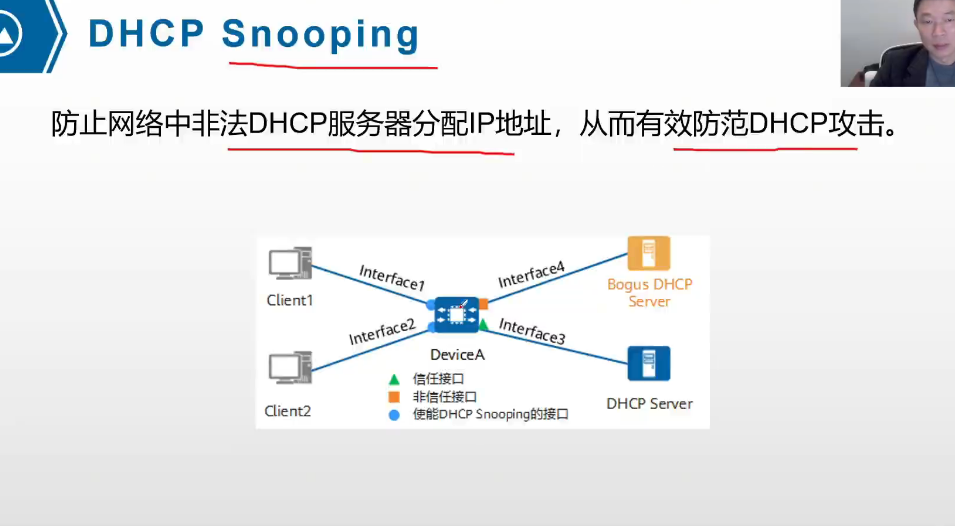 DHCP Snooping
防止网络中非法DHCP服务器分配IP地址，从而有效防范DHCP攻击。
Client1
Interface1
Interface4
Bogus DHCP
Server
Interface2
Interface3
DeviceA
Client2
信任接口
非信任接口
使能DHCP Snooping的接口
DHCP Server